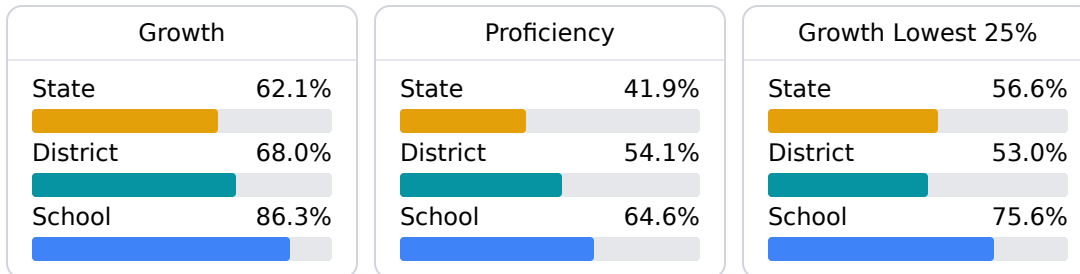 Growth
State 62.1%
District 68.0%
School 86.3%
Proficiency
State 41.9%
District 54.1%
School 64.6%
Growth Lowest 25%
State 56.6%
District 53.0%
School 75.6%